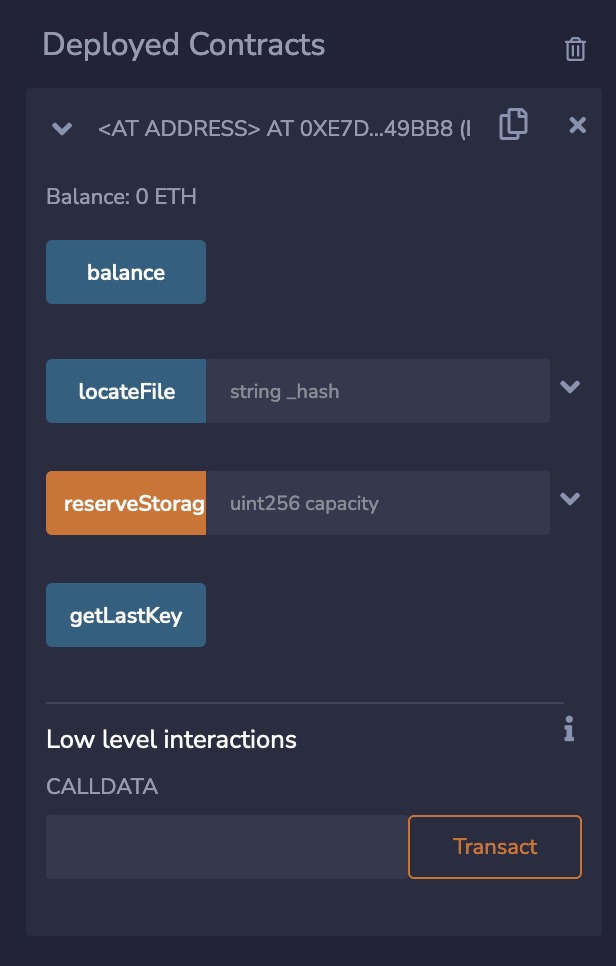 Deployed Contracts
<AT ADDRESS> AT 0XE7D...49BB8 (I
Balance: 0 ETH
balance
locateFile string _hash
reserveStorag uint256 capacity
getLastKey
Low level interactions
CALLDATA
Transact